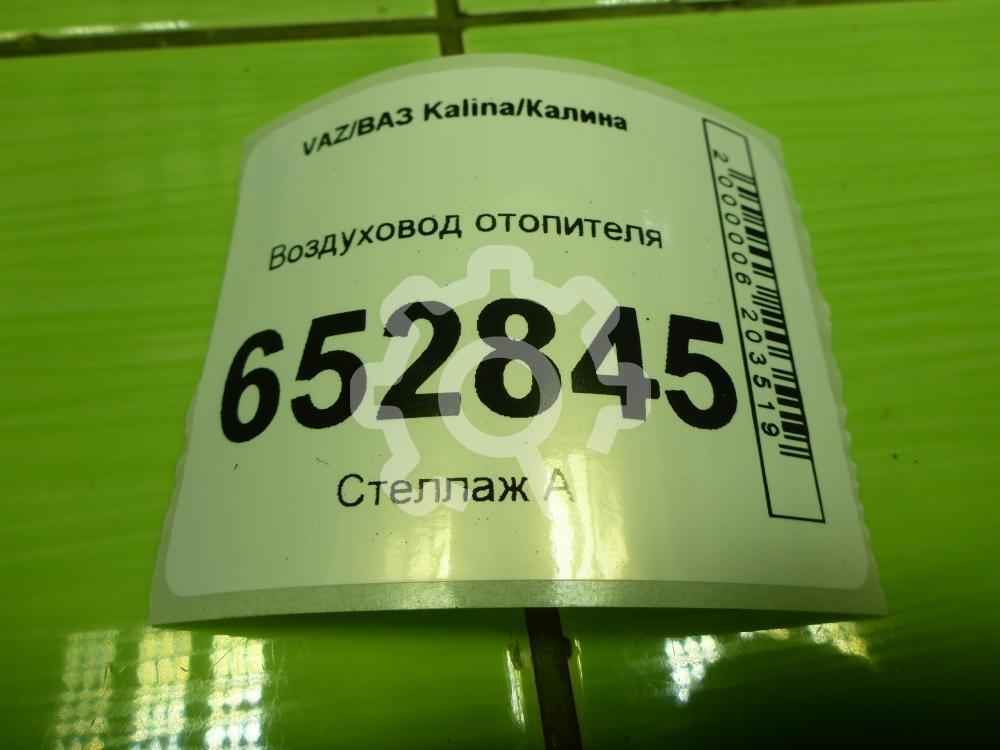 VAZ/ВАЗ Kalina/Калина
Воздуховод отопителя
652845
Стеллаж А
2000006203519